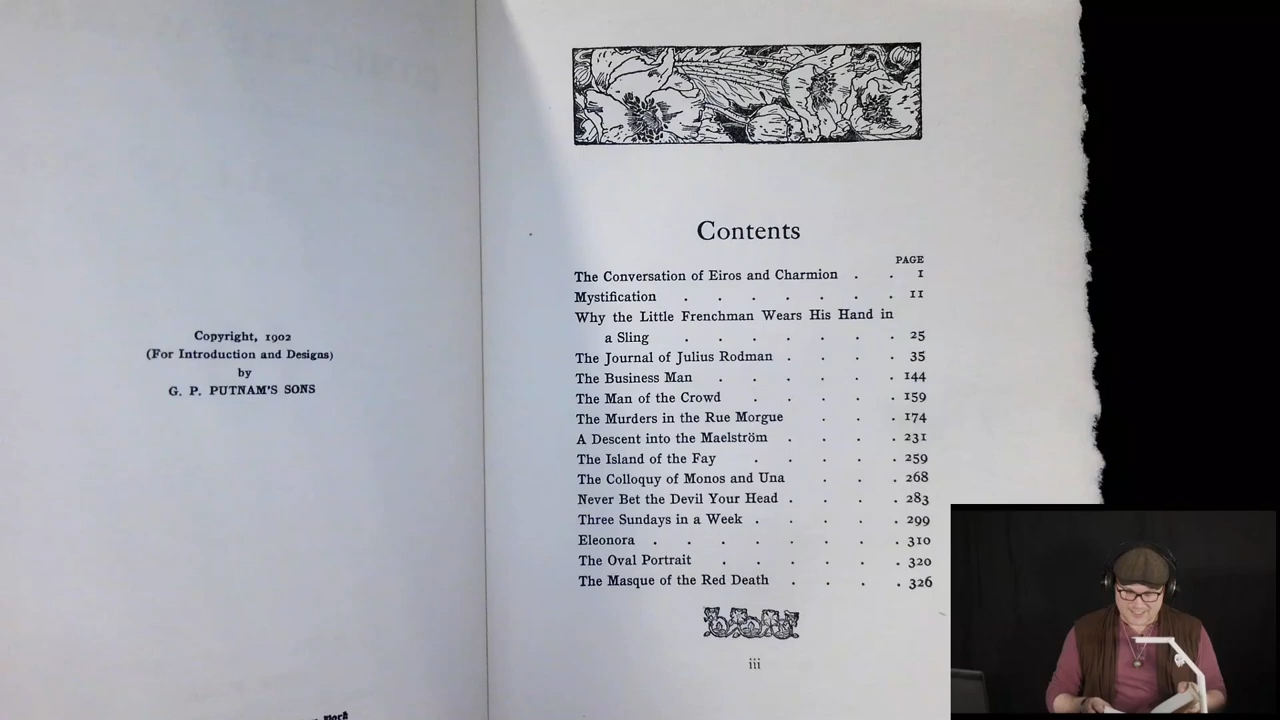 Copyright, 1902
(For Introduction and Designs)
by
G. P. PUTNAM'S SONS
Contents
PAGE
The Conversation of Eiros and Charmion . . 1
Mystification . . . . . . . 11
Why the Little Frenchman Wears His Hand in
a Sling . . . . . . . 25
The Journal of Julius Rodman . . . . 35
The Business Man . . . . . . 144
The Man of the Crowd . . . . . 159
The Murders in the Rue Morgue . . . 174
A Descent into the Maelström . . . . 231
The Island of the Fay . . . . . 259
The Colloquy of Monos and Una . . . 268
Never Bet the Devil Your Head . . . . 283
Three Sundays in a Week . . . . . 299
Eleonora . . . . . . . . 310
The Oval Portrait . . . . . . 320
The Masque of the Red Death . . . . 326
iii